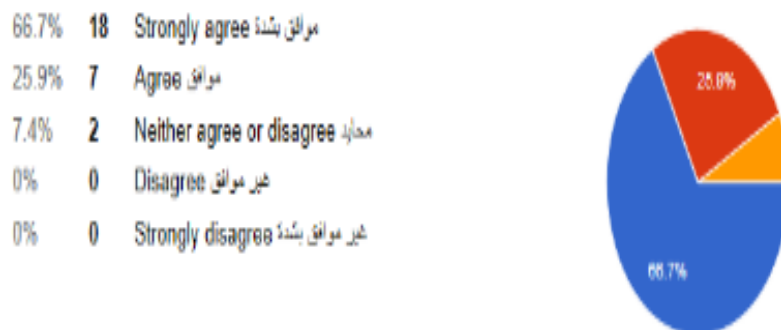 66.7% 18 Strongly agree موافق بشدة
25.9% 7 Agree موافق
7.4% 2 Neither agree or disagree محايد
0% 0 Disagree غير موافق
0% 0 Strongly disagree غير موافق بشدة
25.9%
66.7%